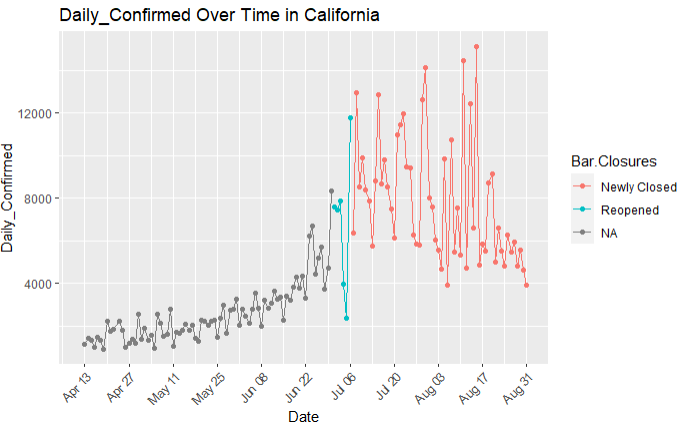 Daily_Confirmed Over Time in California
Daily_Confirmed
12000
8000
4000
Apr 13
Apr 27
May 11
May 25
Jun 08
Jun 22
Jul 06
Jul 20
Aug 03
Aug 17
Aug 31
Date
Bar.Closures
Newly Closed
Reopened
NA